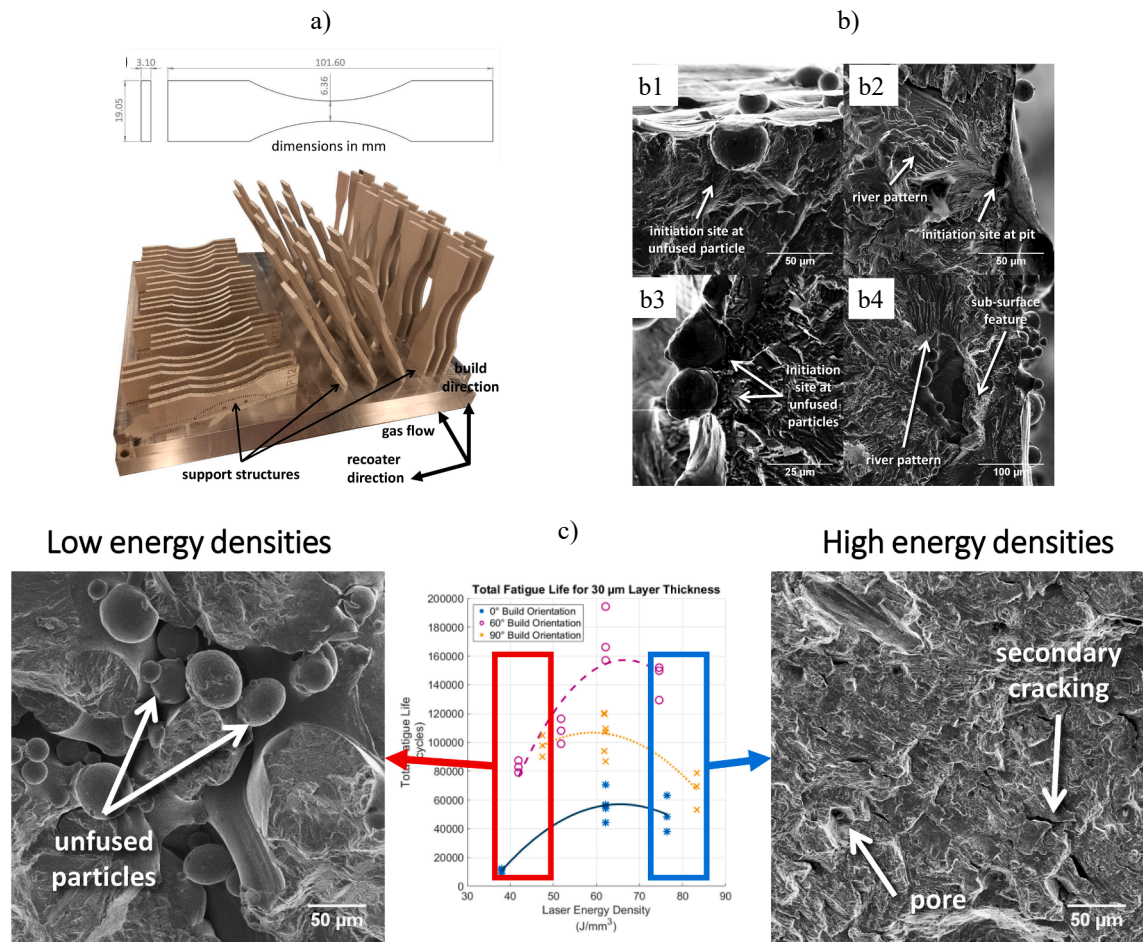 a)
3.10
101.60
19.05
6.36
dimensions in mm
build
direction
gas flow
recoater
direction
support structures
b)
b1
initiation site at
unfused particle
50 µm
b2
river pattern
initiation site at pit
50 µm
b3
Initiation
site at
unfused
particles
25 µm
b4
sub-surface
feature
river pattern
100 µm
c)
Low energy densities
unfused
particles
50 µm
Total Fatigue Life for 30 µm Layer Thickness
0° Build Orientation
60° Build Orientation
90° Build Orientation
200000
180000
160000
140000
120000
100000
80000
60000
40000
20000
0
30
40
50
60
70
80
90
Laser Energy Density
(J/mm³)
High energy densities
secondary
cracking
pore
50 µm